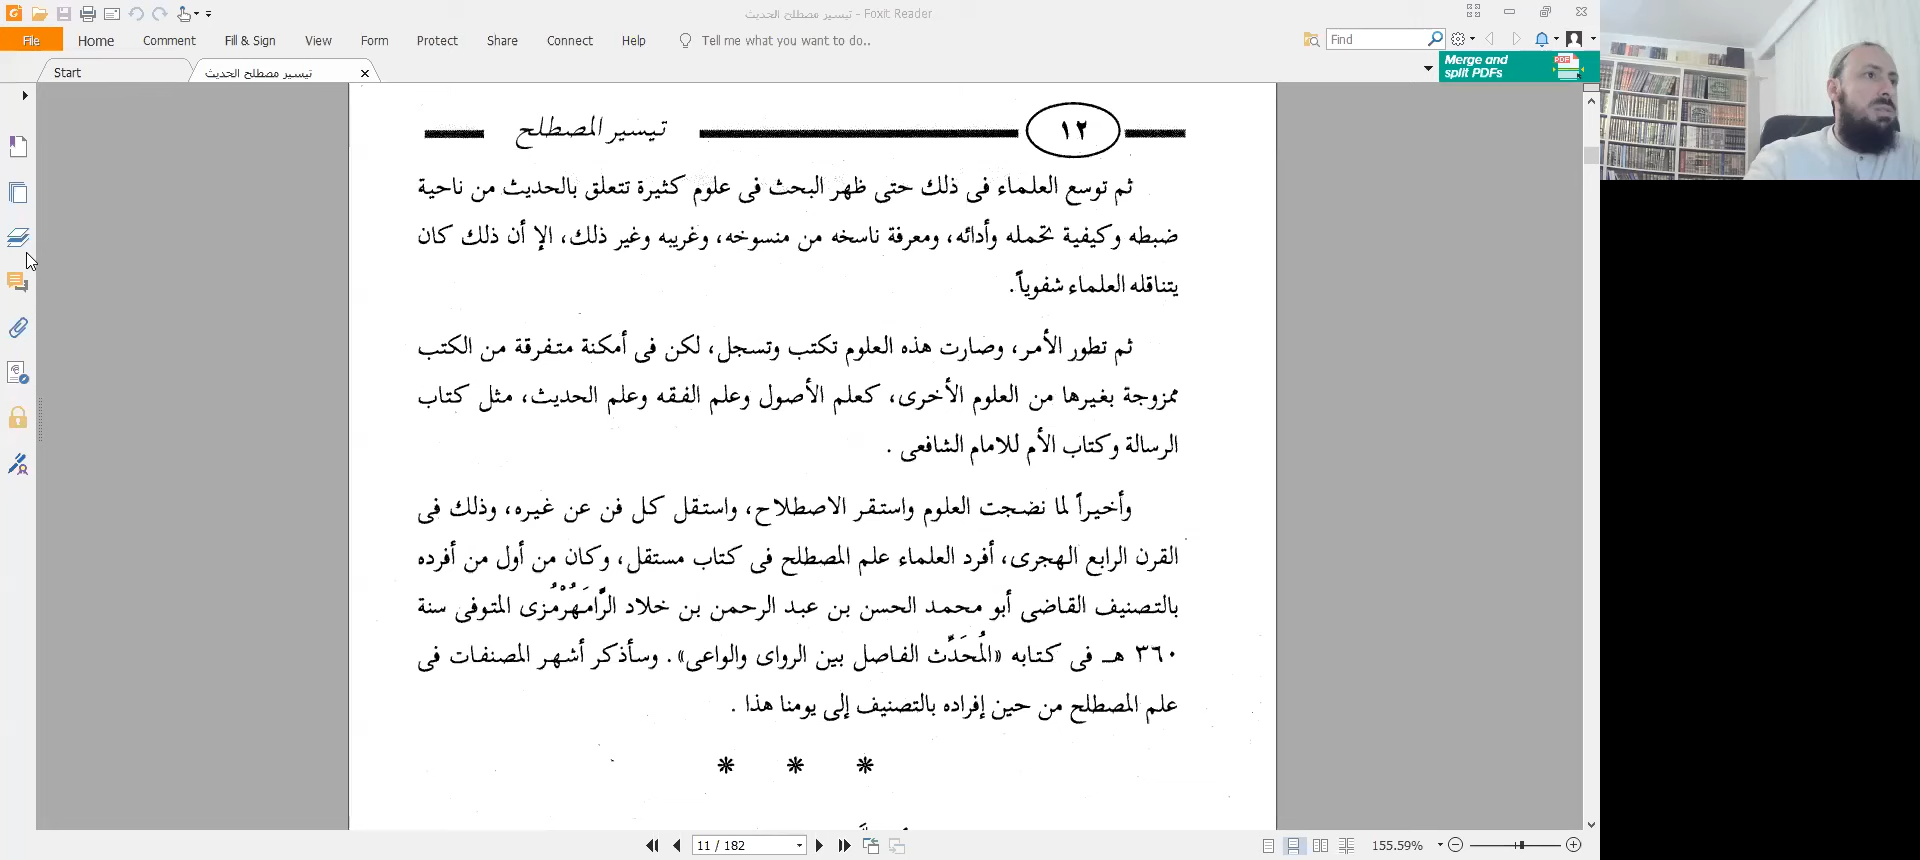 تيسير مصطلح الحديث - Foxit Reader
File Home Comment Fill & Sign View Form Protect Share Connect Help Tell me what you want to do.. Find
Merge and
split PDFs
Start تيسير مصطلح الحديث
١٢ تيسير المصطلح
ثم توسع العلماء فى ذلك حتى ظهر البحث فى علوم كثيرة تتعلق بالحديث من ناحية
ضبطه وكيفية تحمله وأدائه، ومعرفة ناسخه من منسوخه، وغريبه وغير ذلك، الا أن ذلك كان
يتناقله العلماء شفوياً.
ثم تطور الأمر، وصارت هذه العلوم تكتب وتسجل، لكن فى أمكنة متفرقة من الكتب
ممزوجة بغيرها من العلوم الأخرى، كعلم الأصول وعلم الفقه وعلم الحديث، مثل كتاب
الرسالة وكتاب الأم للامام الشافعى .
وأخيراً لما نضجت العلوم واستقر الاصطلاح، واستقل كل فن عن غيره، وذلك فى
القرن الرابع الهجرى، أفرد العلماء علم المصطلح فى كتاب مستقل، وكان من أول من أفرده
بالتصنيف القاضى أبو محمد الحسن بن عبد الرحمن بن خلاد الرَّامَهُرْمُزى المتوفى سنة
٣٦٠ هـ فى كتابه «المُحَدِّث الفاصل بين الرواى والواعى». وسأذكر أشهر المصنفات فى
علم المصطلح من حين إفراده بالتصنيف إلى يومنا هذا .
* * *
11 / 182 155.59%